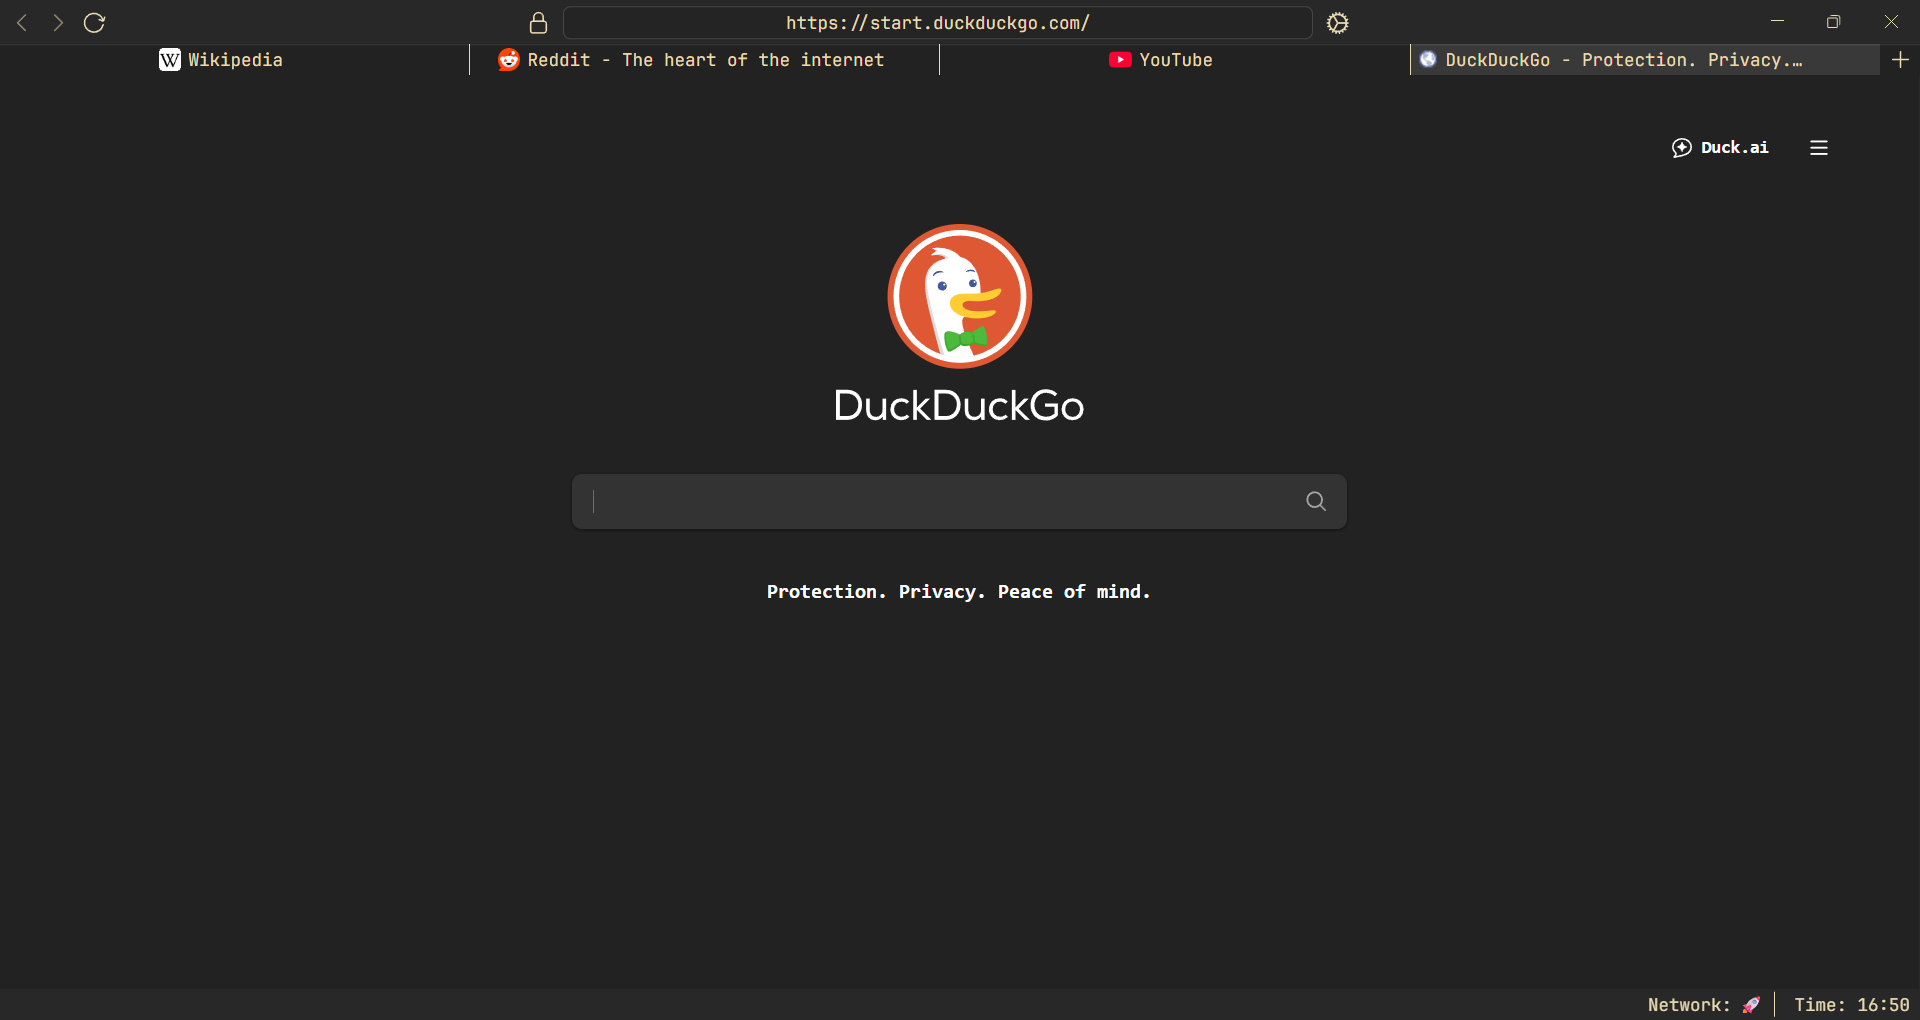 https://start.duckduckgo.com/
W Wikipedia
Reddit - The heart of the internet
YouTube
DuckDuckGo - Protection. Privacy.…
Duck.ai
DuckDuckGo
Protection. Privacy. Peace of mind.
Network: 🚀
Time: 16:50